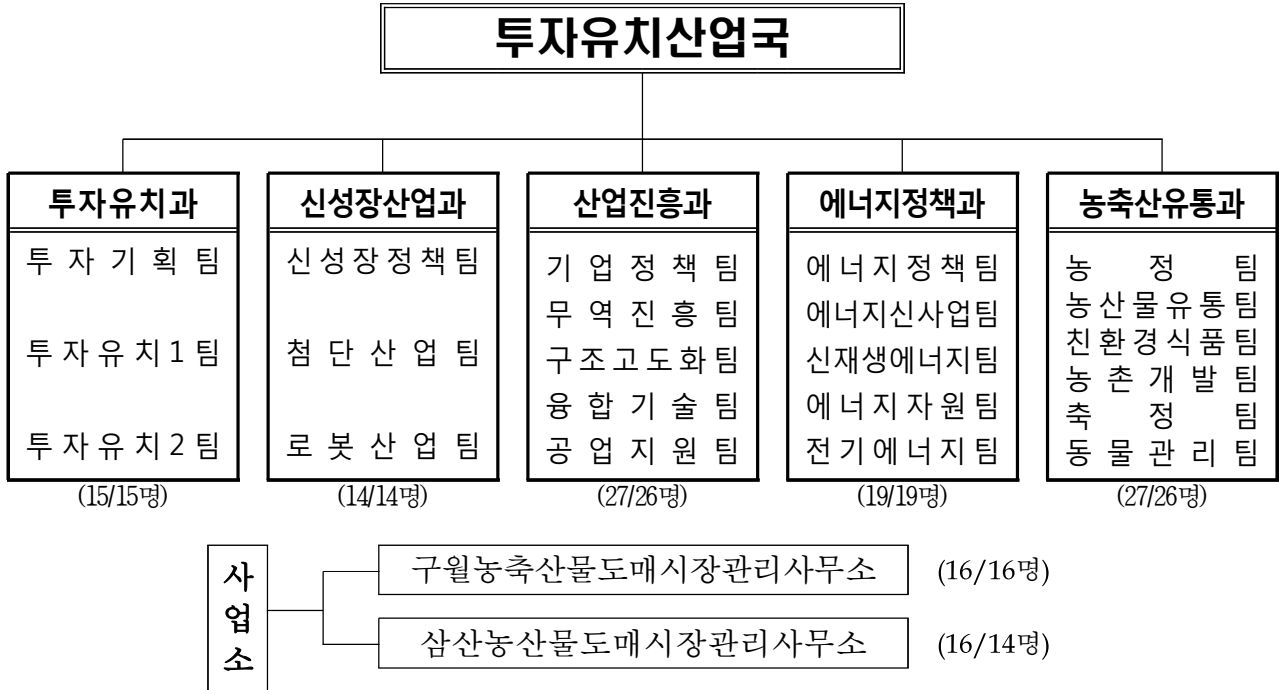 투자유치산업국
투자유치과
투자기획팀
투자유치1팀
투자유치2팀
(15/15명)
신성장산업과
신성장정책팀
첨단산업팀
로봇산업팀
(14/14명)
산업진흥과
기업정책팀
무역진흥팀
구조고도화팀
융합기술팀
공업지원팀
(27/26명)
에너지정책과
에너지정책팀
에너지신사업팀
신재생에너지팀
에너지자원팀
전기에너지팀
(19/19명)
농축산유통과
농정팀
농산물유통팀
친환경식품팀
농촌개발팀
축정팀
동물관리팀
(27/26명)
사업소
구월농축산물도매시장관리사무소 (16/16명)
삼산농산물도매시장관리사무소 (16/14명)